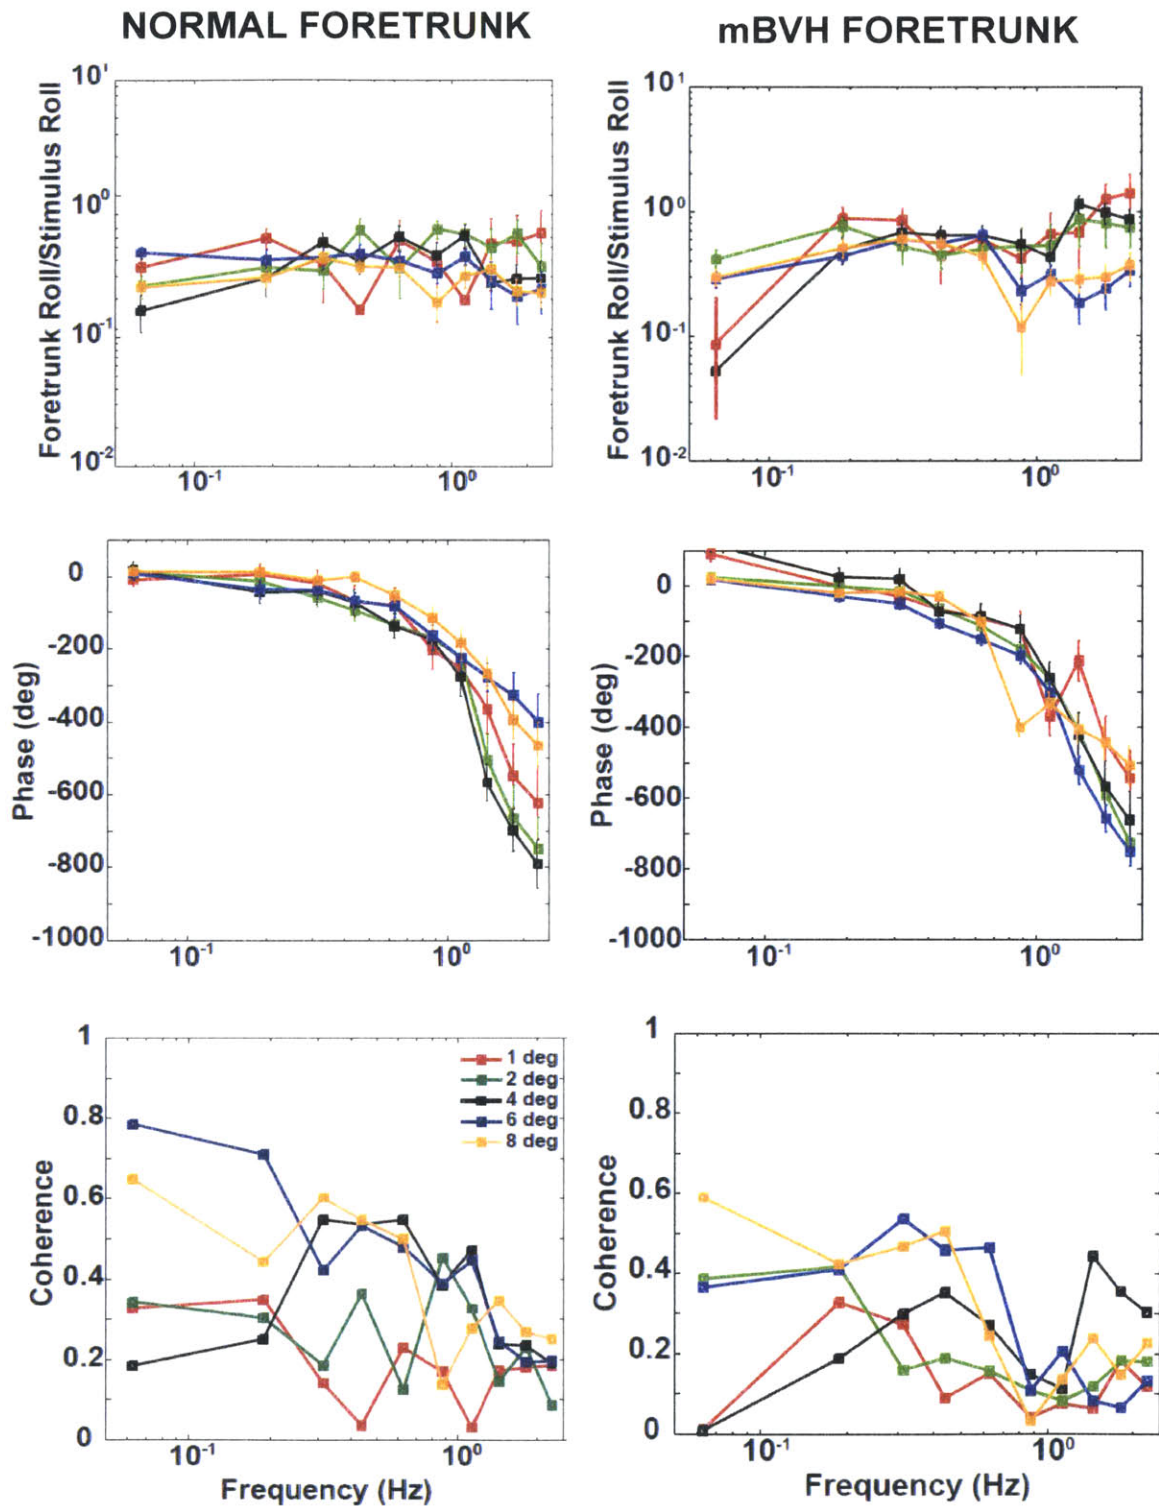 NORMAL FORETRUNK
mBVH FORETRUNK
Foretrunk Roll/Stimulus Roll
10¹
10⁰
10⁻¹
10⁻²
10⁻¹ 10⁰
Foretrunk Roll/Stimulus Roll
10¹
10⁰
10⁻¹
10⁻²
10⁻¹ 10⁰
Phase (deg)
0
-200
-400
-600
-800
-1000
10⁻¹ 10⁰
Phase (deg)
0
-200
-400
-600
-800
-1000
10⁻¹ 10⁰
Coherence
1
0.8
0.6
0.4
0.2
0
1 deg
2 deg
4 deg
6 deg
8 deg
10⁻¹ 10⁰
Frequency (Hz)
Coherence
1
0.8
0.6
0.4
0.2
0
10⁻¹ 10⁰
Frequency (Hz)